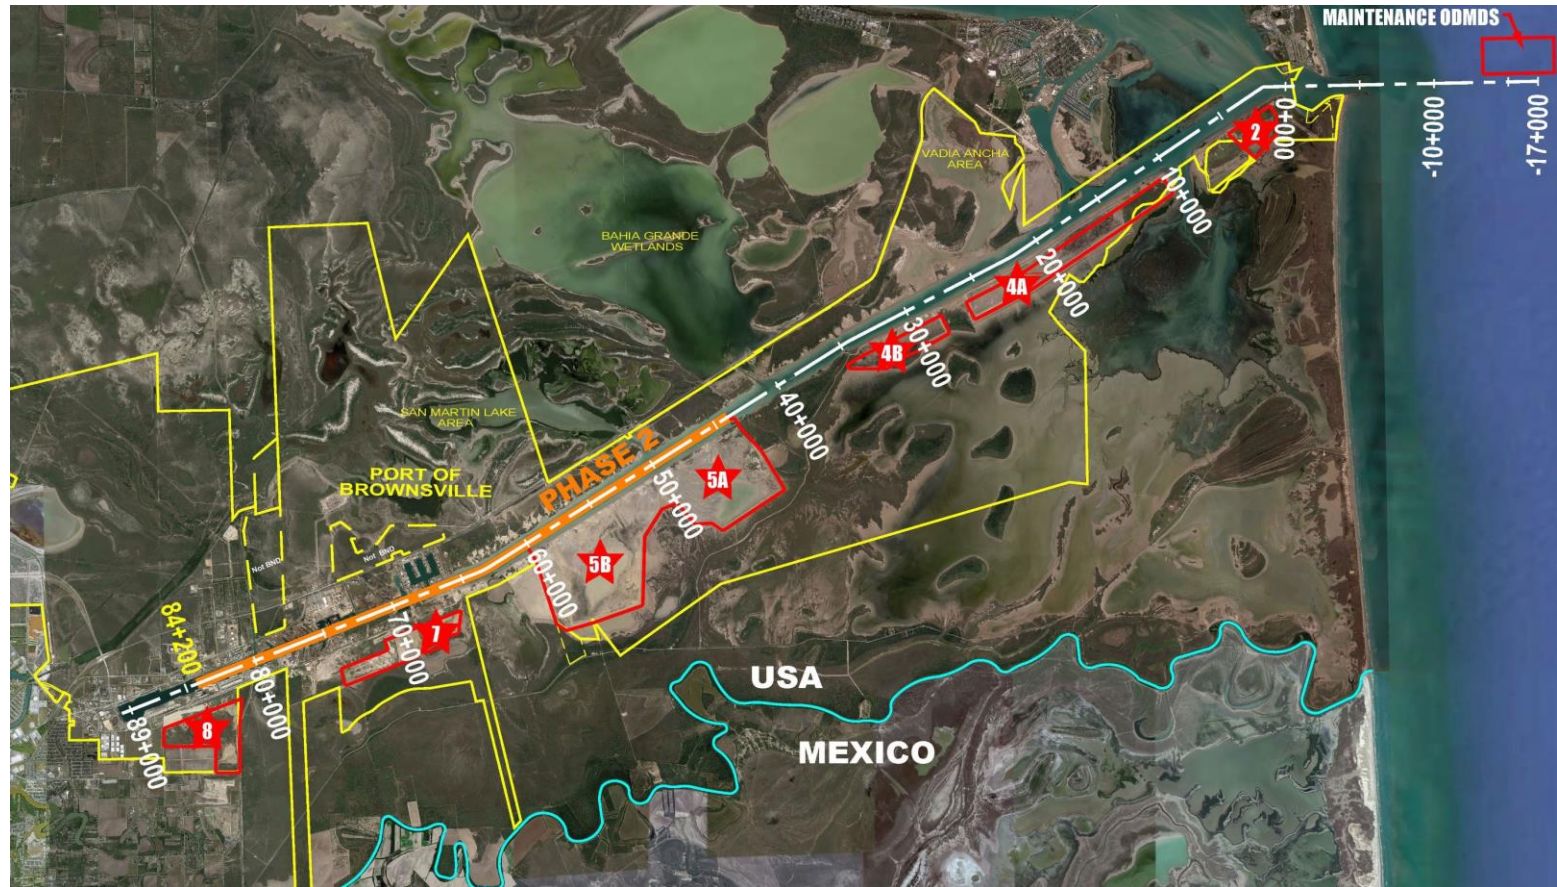 MAINTENANCE ODMDS
2
0+000
-10+000
-17+000
VADIA ANCHA
AREA
10+000
BAHIA GRANDE
WETLANDS
20+000
4A
30+000
4B
40+000
SAN MARTIN LAKE
AREA
PHASE 2
PORT OF
BROWNSVILLE
5A
50+000
Not BND
Not BND
5B
60+000
84+200
7
70+000
USA
80+000
8
89+000
MEXICO